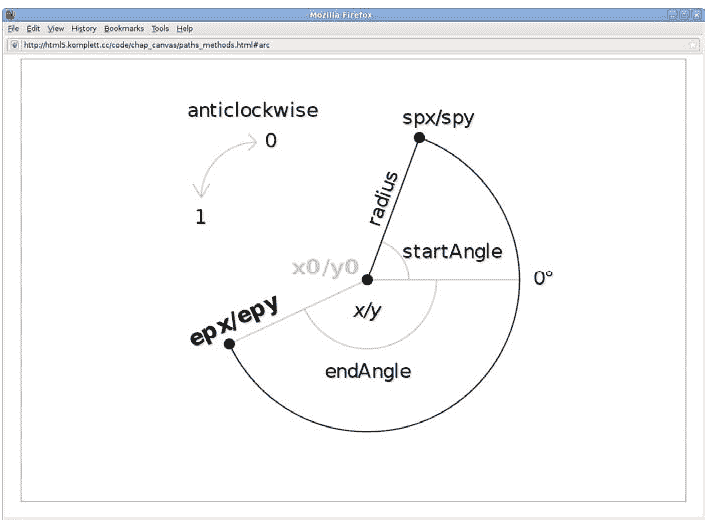 Mozilla Firefox
File Edit View History Bookmarks Tools Help
http://html5.komplett.cc/code/chap_canvas/paths_methods.html#arc
anticlockwise
0
1
spx/spy
radius
startAngle
x0/y0
0°
x/y
epx/epy
endAngle